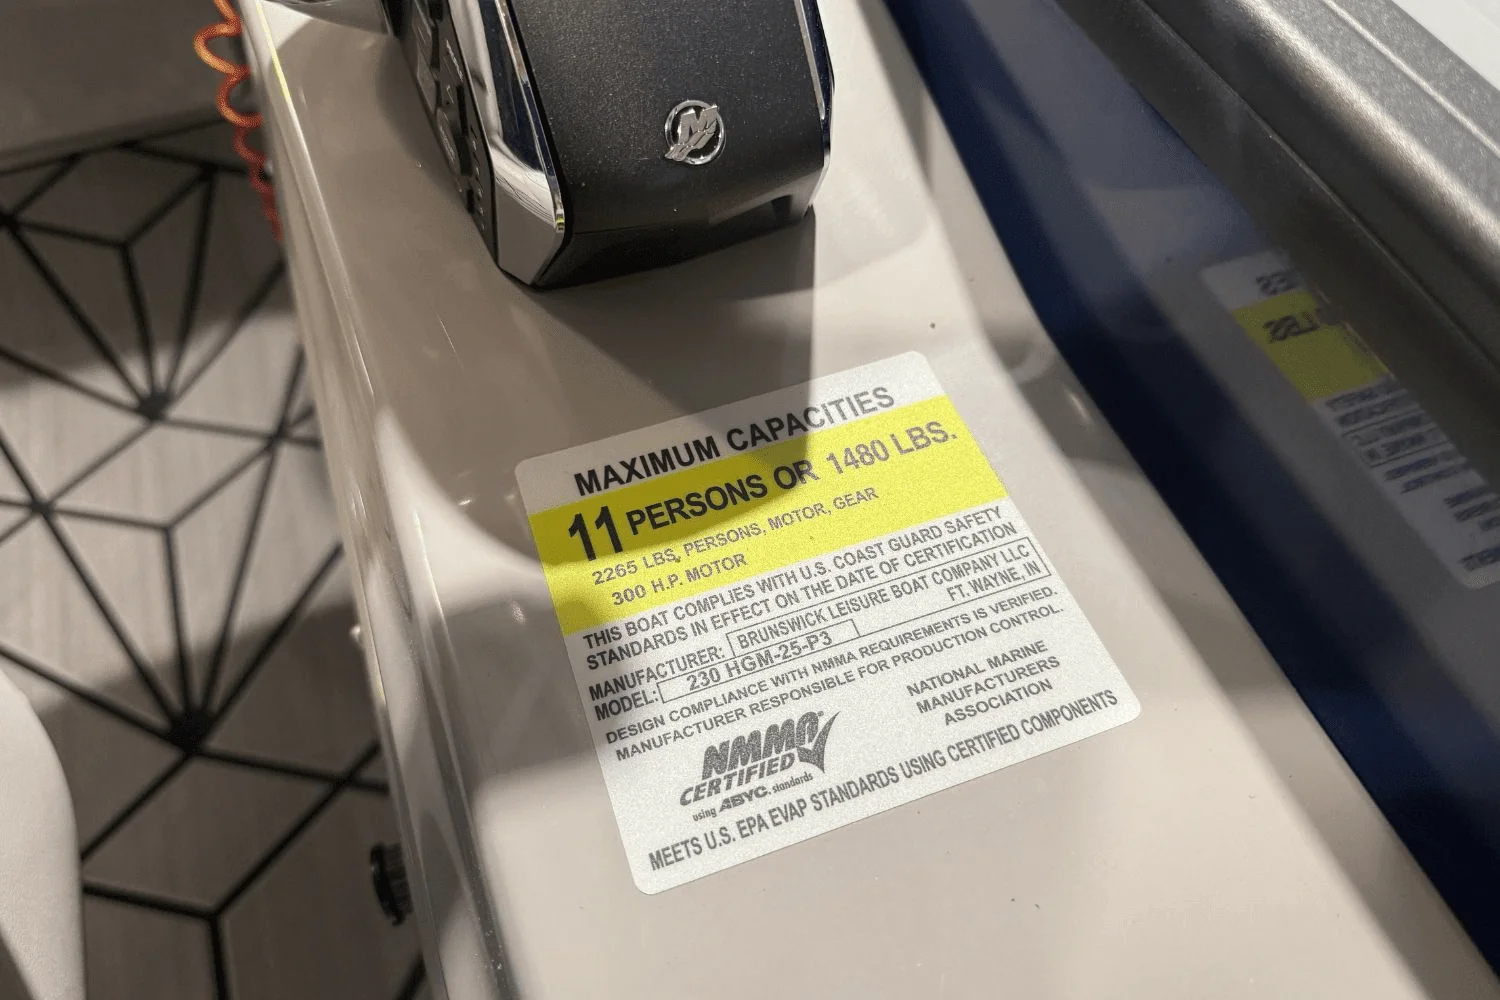 MAXIMUM CAPACITIES
11 PERSONS OR 1480 LBS.
2265 LBS, PERSONS, MOTOR, GEAR
300 H.P. MOTOR
THIS BOAT COMPLIES WITH U.S. COAST GUARD SAFETY
STANDARDS IN EFFECT ON THE DATE OF CERTIFICATION
MANUFACTURER: BRUNSWICK LEISURE BOAT COMPANY LLC
FT. WAYNE, IN
MODEL: 230 HGM-25-P3
DESIGN COMPLIANCE WITH NMMA REQUIREMENTS IS VERIFIED.
MANUFACTURER RESPONSIBLE FOR PRODUCTION CONTROL.
NMMA
CERTIFIED
using ABYC. standards
NATIONAL MARINE
MANUFACTURERS
ASSOCIATION
MEETS U.S. EPA EVAP STANDARDS USING CERTIFIED COMPONENTS